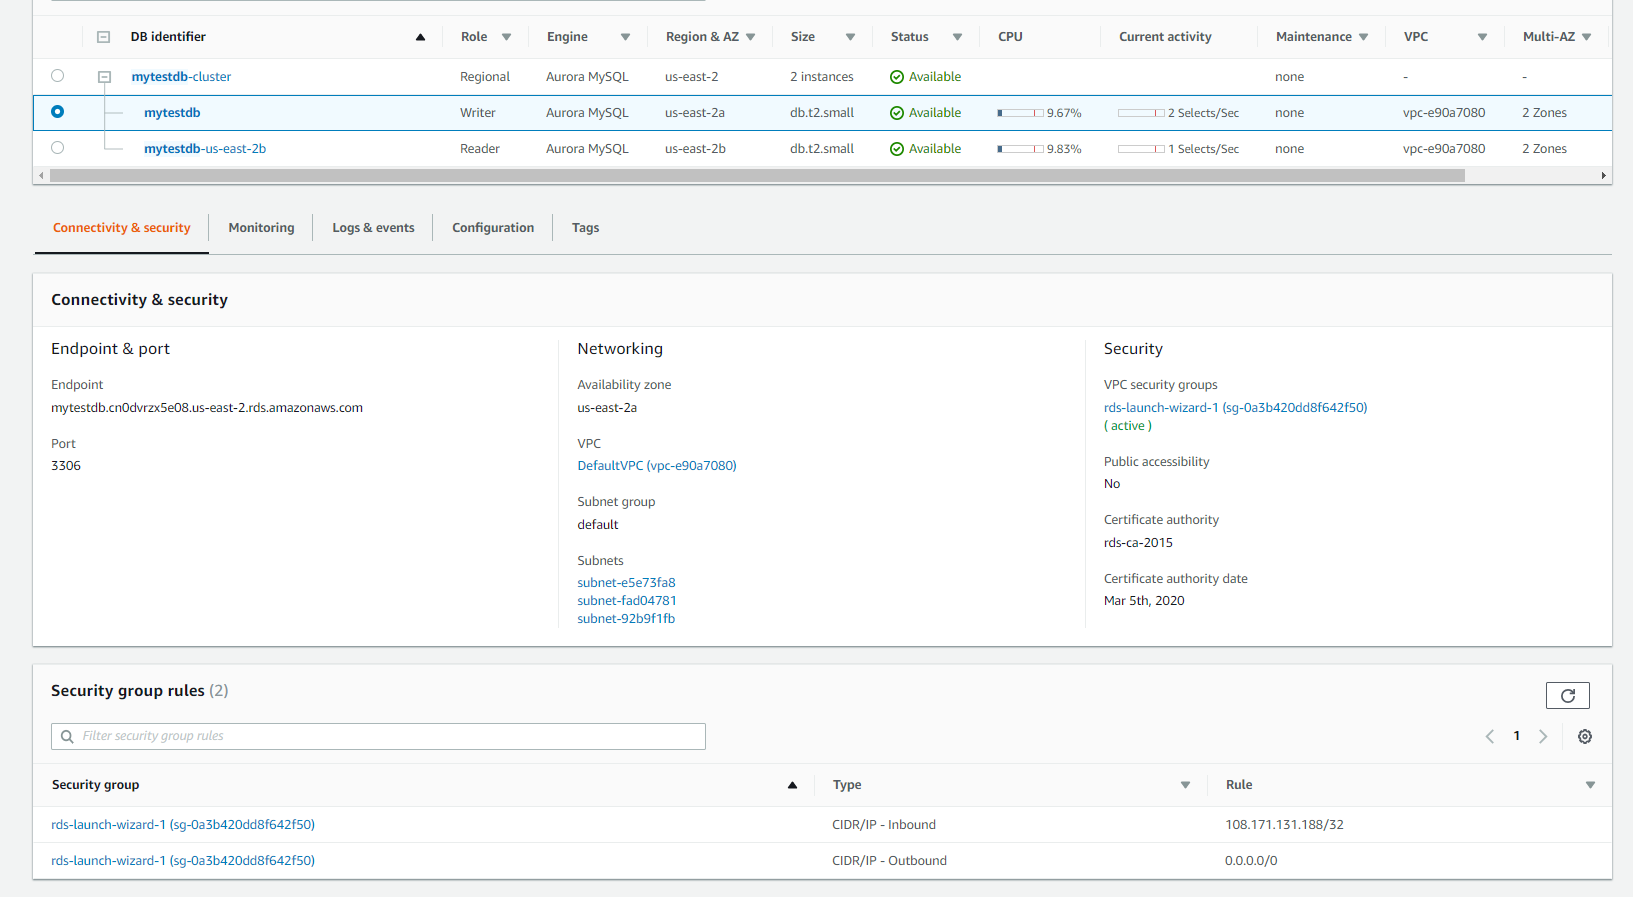 DB identifier Role Engine Region & AZ Size Status CPU Current activity Maintenance VPC Multi-AZ
mytestdb-cluster Regional Aurora MySQL us-east-2 2 instances Available none - -
mytestdb Writer Aurora MySQL us-east-2a db.t2.small Available 9.67% 2 Selects/Sec none vpc-e90a7080 2 Zones
mytestdb-us-east-2b Reader Aurora MySQL us-east-2b db.t2.small Available 9.83% 1 Selects/Sec none vpc-e90a7080 2 Zones
Connectivity & security Monitoring Logs & events Configuration Tags
Connectivity & security
Endpoint & port
Endpoint
mytestdb.cn0dvrzx5e08.us-east-2.rds.amazonaws.com
Port
3306
Networking
Availability zone
us-east-2a
VPC
DefaultVPC (vpc-e90a7080)
Subnet group
default
Subnets
subnet-e5e73fa8
subnet-fad04781
subnet-92b9f1fb
Security
VPC security groups
rds-launch-wizard-1 (sg-0a3b420dd8f642f50)
( active )
Public accessibility
No
Certificate authority
rds-ca-2015
Certificate authority date
Mar 5th, 2020
Security group rules (2)
Filter security group rules
1
Security group Type Rule
rds-launch-wizard-1 (sg-0a3b420dd8f642f50) CIDR/IP - Inbound 108.171.131.188/32
rds-launch-wizard-1 (sg-0a3b420dd8f642f50) CIDR/IP - Outbound 0.0.0.0/0